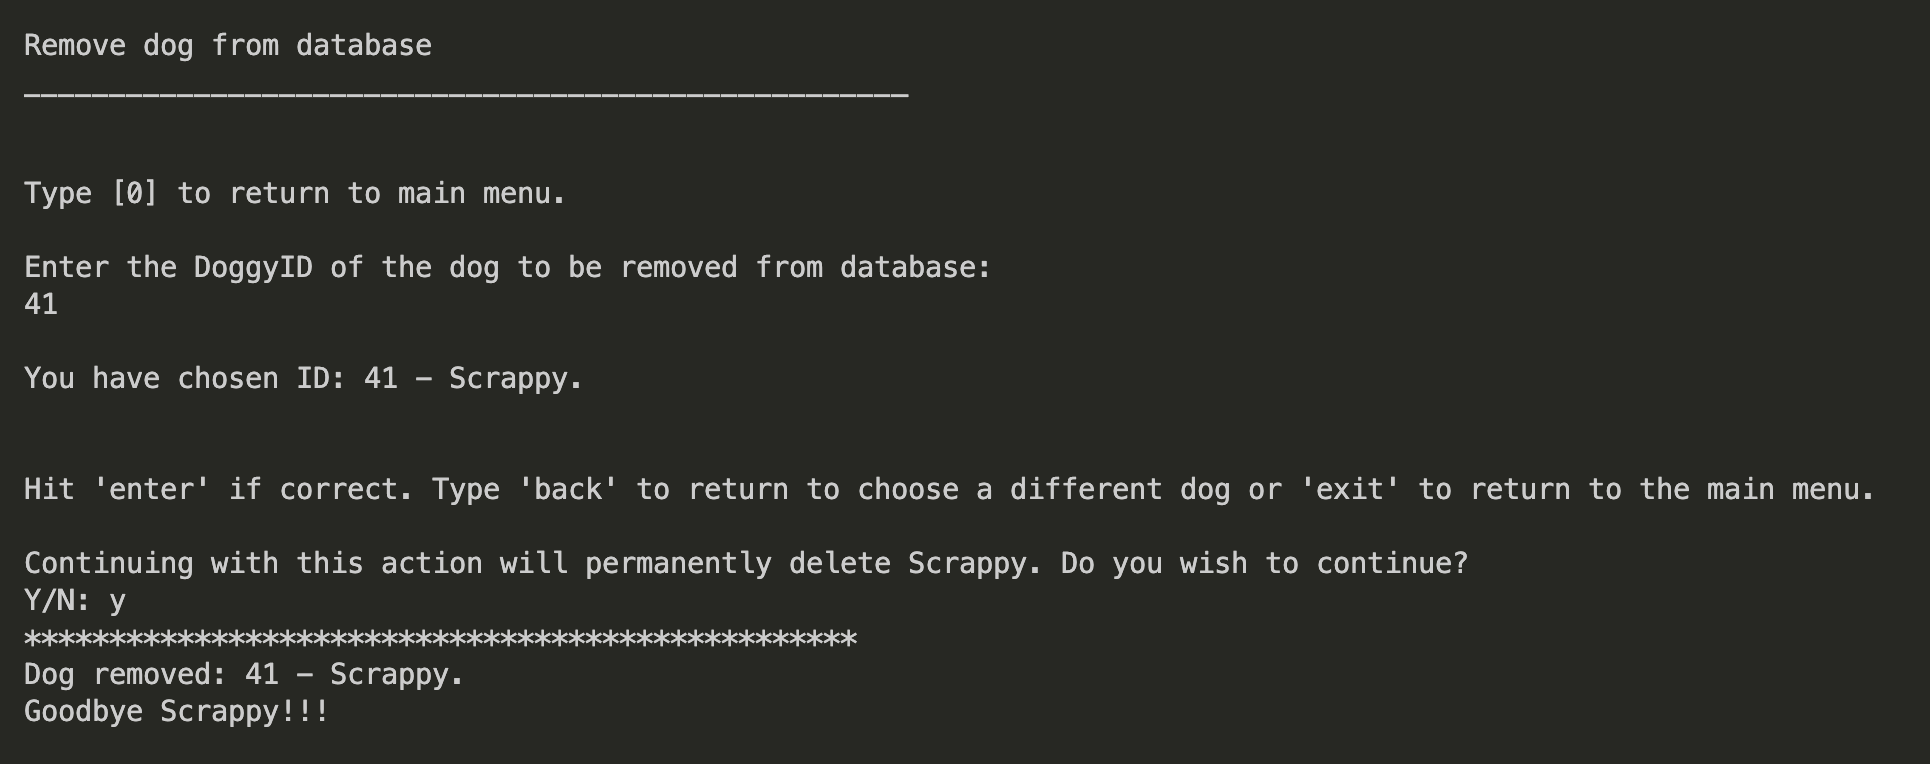 Remove dog from database
____________________________________________________
Type [0] to return to main menu.
Enter the DoggyID of the dog to be removed from database:
41
You have chosen ID: 41 – Scrappy.
Hit 'enter' if correct. Type 'back' to return to choose a different dog or 'exit' to return to the main menu.
Continuing with this action will permanently delete Scrappy. Do you wish to continue?
Y/N: y
*************************************************
Dog removed: 41 – Scrappy.
Goodbye Scrappy!!!